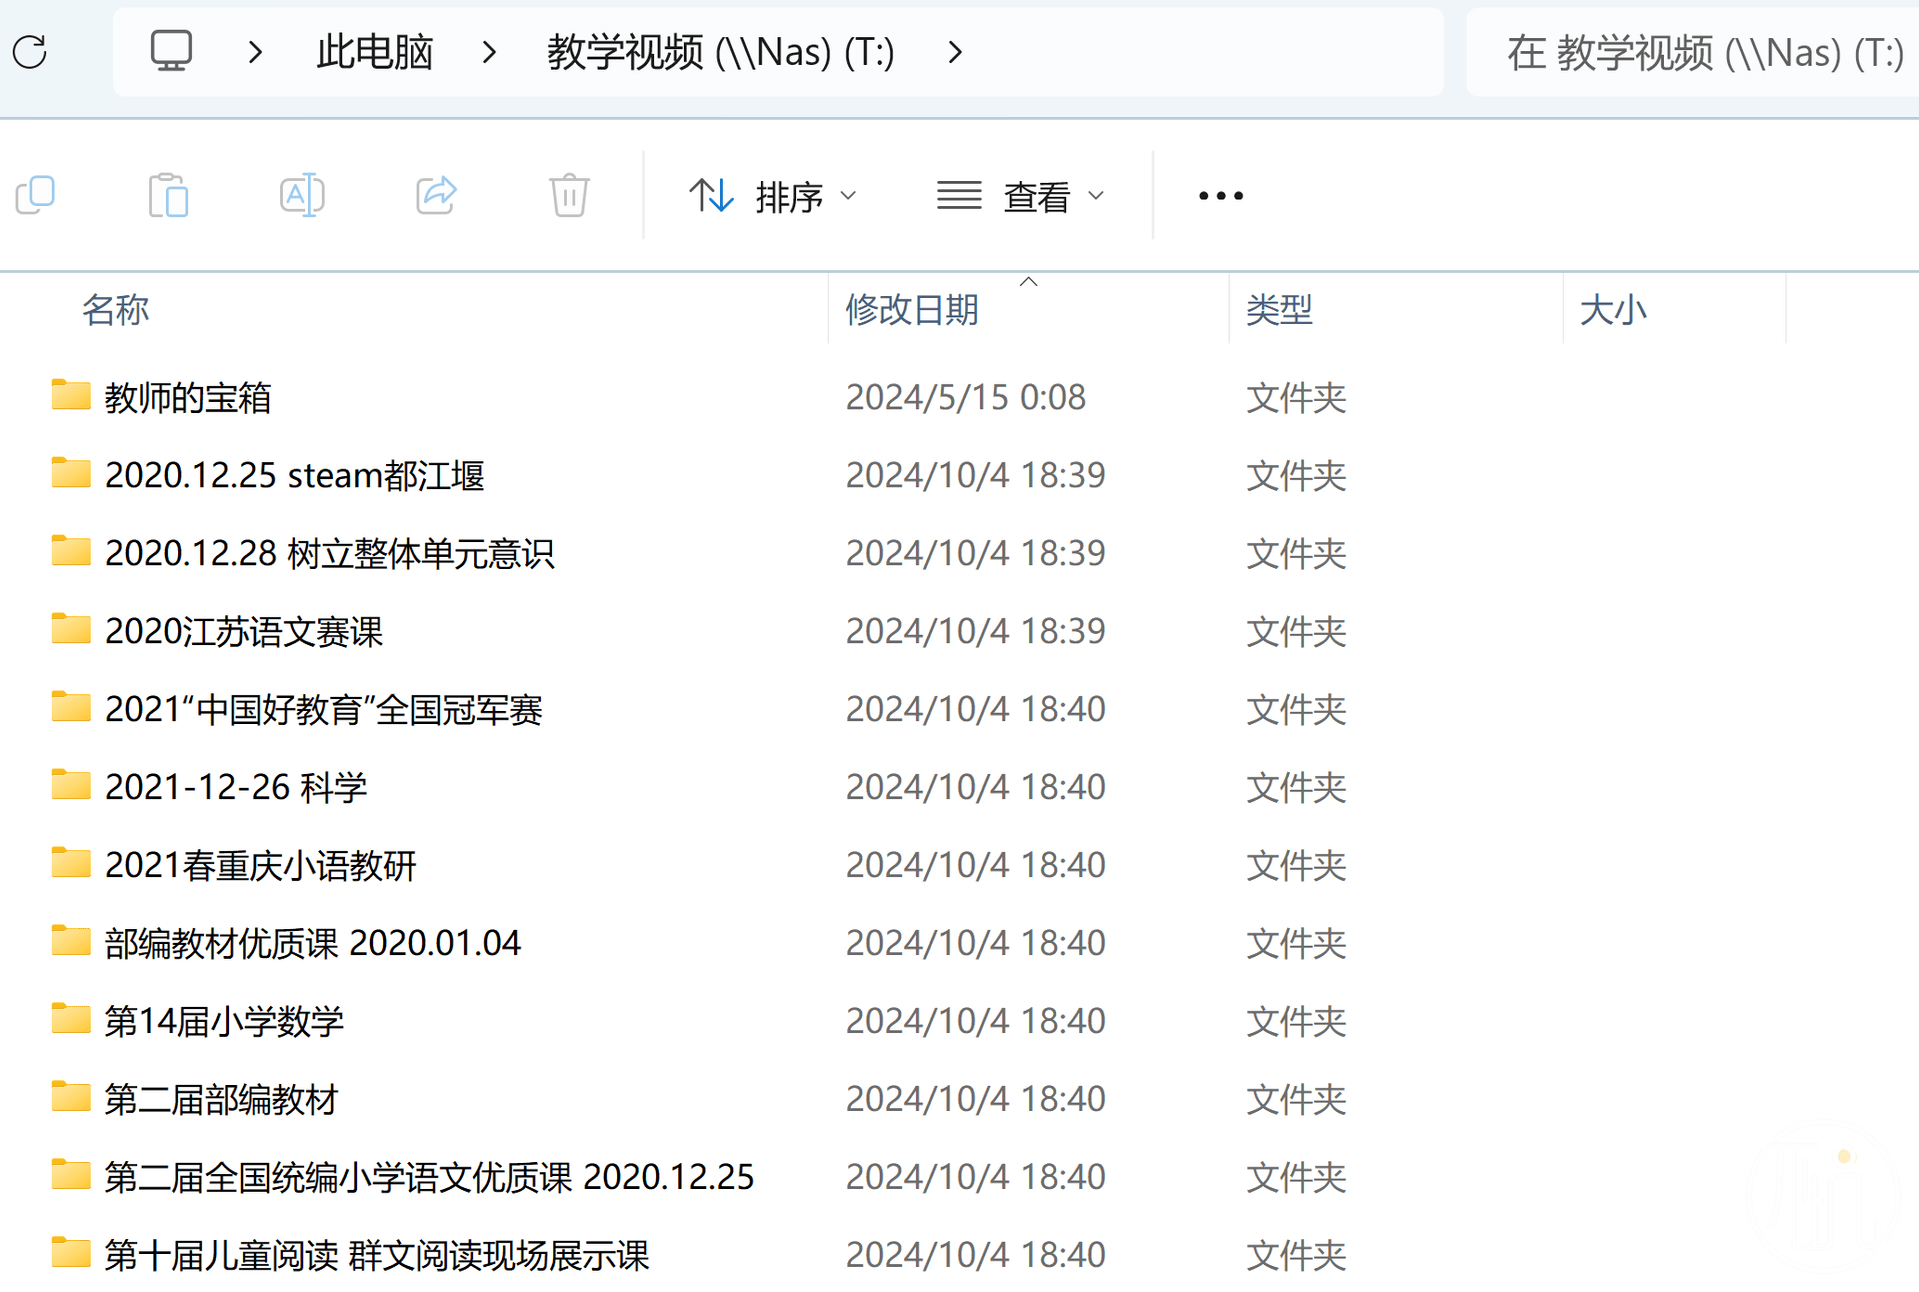 此电脑 教学视频 (\\Nas) (T:) 在 教学视频 (\\Nas) (T:)
排序 查看
名称 修改日期 类型 大小
教师的宝箱 2024/5/15 0:08 文件夹
2020.12.25 steam都江堰 2024/10/4 18:39 文件夹
2020.12.28 树立整体单元意识 2024/10/4 18:39 文件夹
2020江苏语文赛课 2024/10/4 18:39 文件夹
2021“中国好教育”全国冠军赛 2024/10/4 18:40 文件夹
2021-12-26 科学 2024/10/4 18:40 文件夹
2021春重庆小语教研 2024/10/4 18:40 文件夹
部编教材优质课 2020.01.04 2024/10/4 18:40 文件夹
第14届小学数学 2024/10/4 18:40 文件夹
第二届部编教材 2024/10/4 18:40 文件夹
第二届全国统编小学语文优质课 2020.12.25 2024/10/4 18:40 文件夹
第十届儿童阅读 群文阅读现场展示课 2024/10/4 18:40 文件夹